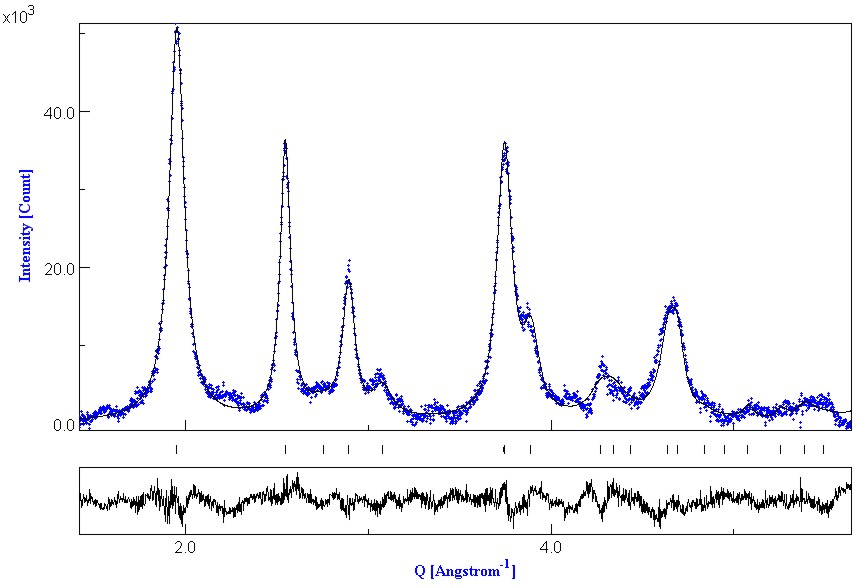 x10³
40.0
Intensity [Count]
20.0
0.0
2.0 4.0
Q [Angstrom⁻¹]